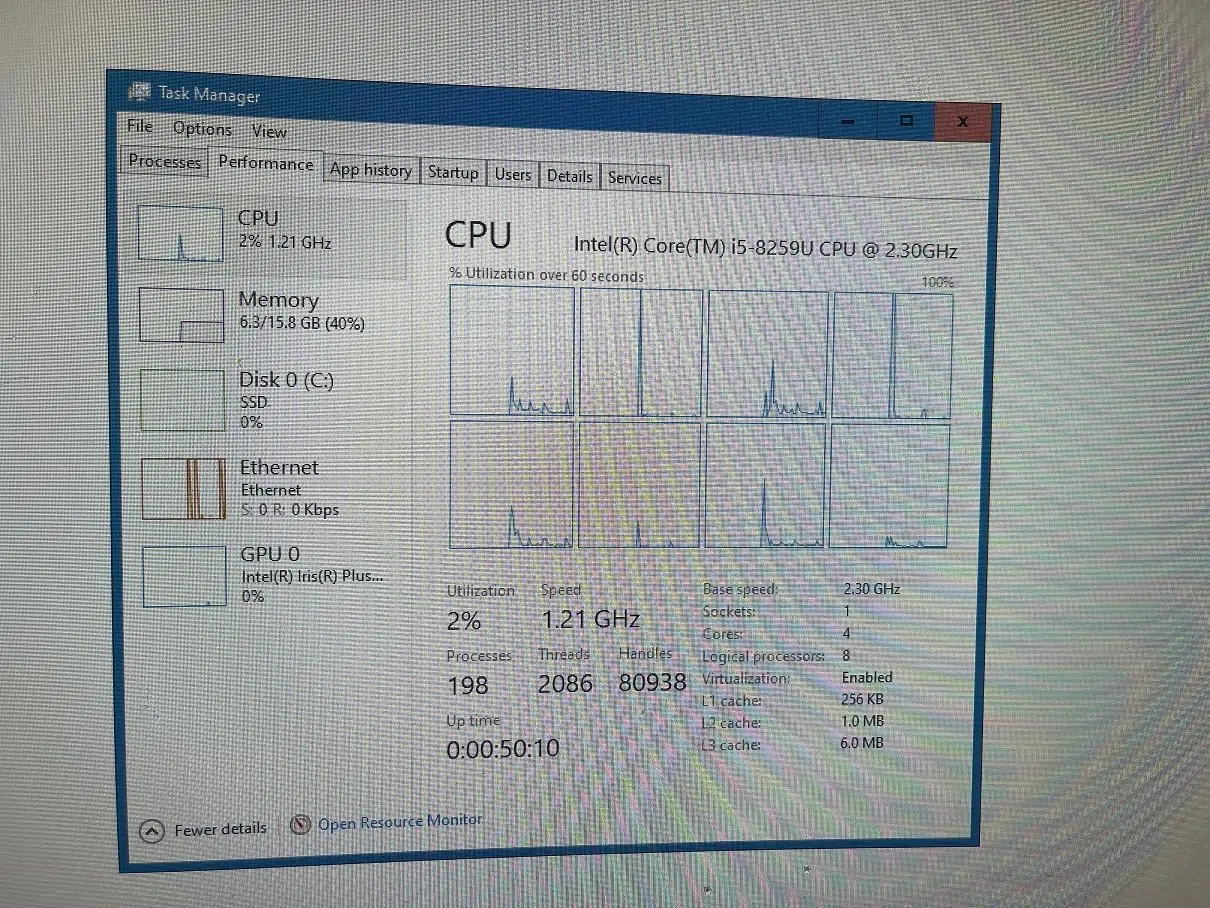 Task Manager
File Options View
Processes Performance App history Startup Users Details Services
CPU
2% 1.21 GHz
Memory
6.3/15.8 GB (40%)
Disk 0 (C:)
SSD
0%
Ethernet
Ethernet
S: 0 R: 0 Kbps
GPU 0
Intel(R) Iris(R) Plus...
0%
CPU Intel(R) Core(TM) i5-8259U CPU @ 2.30GHz
% Utilization over 60 seconds 100%
Utilization Speed
2% 1.21 GHz
Processes Threads Handles
198 2086 80938
Up time
0:00:50:10
Base speed: 2.30 GHz
Sockets: 1
Cores: 4
Logical processors: 8
Virtualization: Enabled
L1 cache: 256 KB
L2 cache: 1.0 MB
L3 cache: 6.0 MB
Fewer details Open Resource Monitor